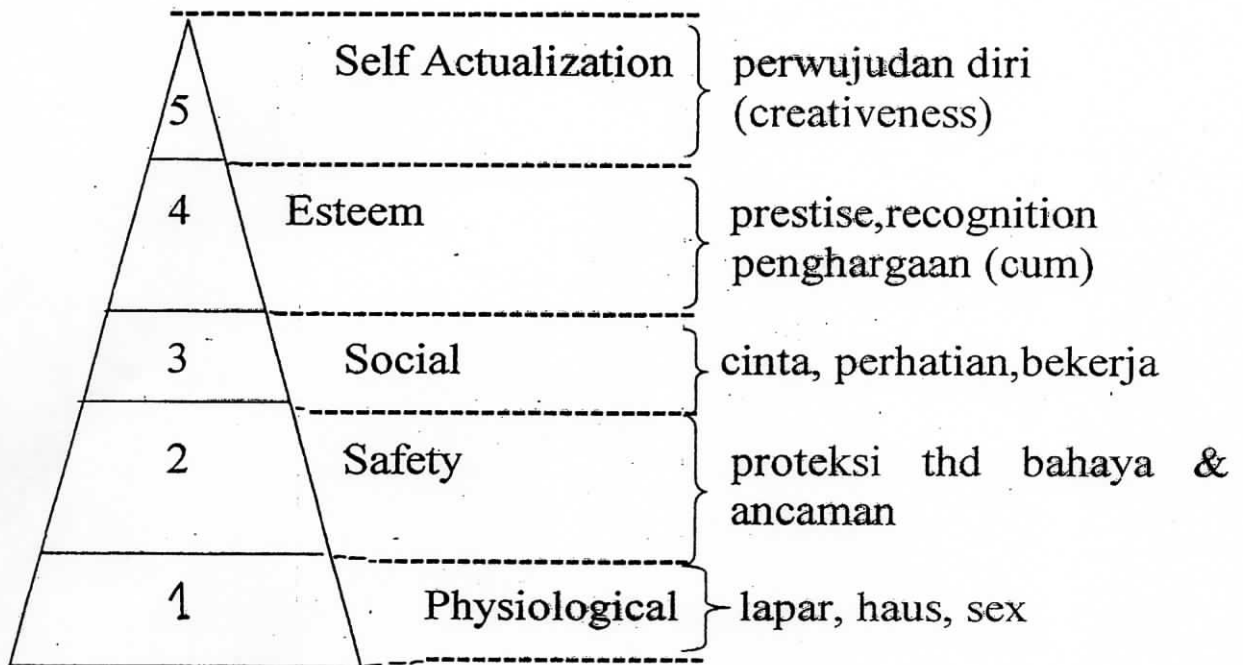 5 Self Actualization perwujudan diri
(creativeness)
4 Esteem prestise,recognition
penghargaan (cum)
3 Social cinta, perhatian,bekerja
2 Safety proteksi thd bahaya &
ancaman
1 Physiological lapar, haus, sex